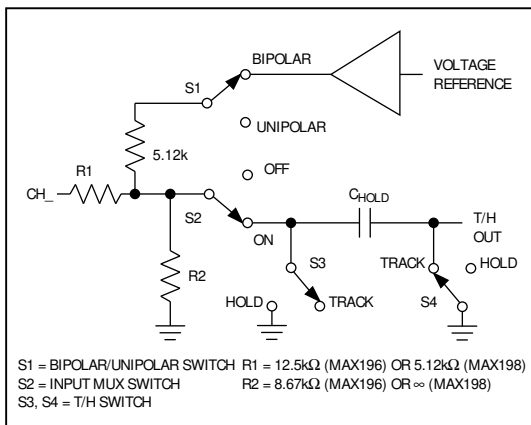 BIPOLAR
VOLTAGE
REFERENCE
S1
UNIPOLAR
5.12k
R1
OFF
CH_
C HOLD
S2
T/H
OUT
ON
S3
TRACK
HOLD
R2
HOLD
TRACK
S4
S1 = BIPOLAR/UNIPOLAR SWITCH R1 = 12.5kΩ (MAX196) OR 5.12kΩ (MAX198)
S2 = INPUT MUX SWITCH R2 = 8.67kΩ (MAX196) OR ∞ (MAX198)
S3, S4 = T/H SWITCH